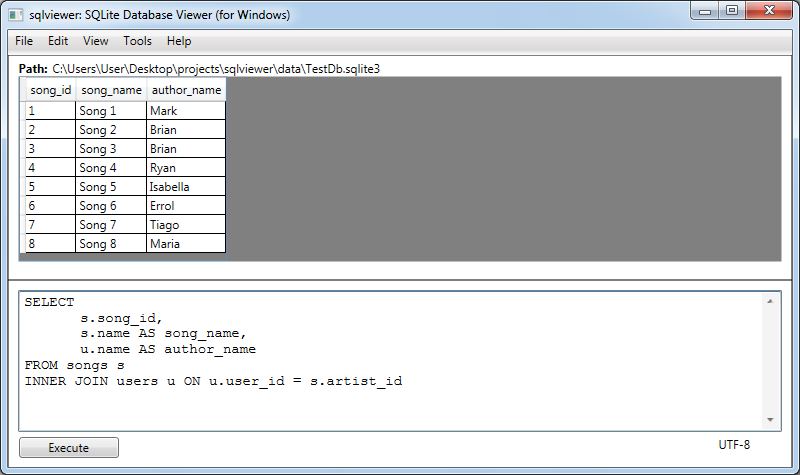 sqlviewer: SQLite Database Viewer (for Windows)
File Edit View Tools Help
Path: C:\Users\User\Desktop\projects\sqlviewer\data\TestDb.sqlite3
song_id song_name author_name
1 Song 1 Mark
2 Song 2 Brian
3 Song 3 Brian
4 Song 4 Ryan
5 Song 5 Isabella
6 Song 6 Errol
7 Song 7 Tiago
8 Song 8 Maria
SELECT
s.song_id,
s.name AS song_name,
u.name AS author_name
FROM songs s
INNER JOIN users u ON u.user_id = s.artist_id
Execute
UTF-8